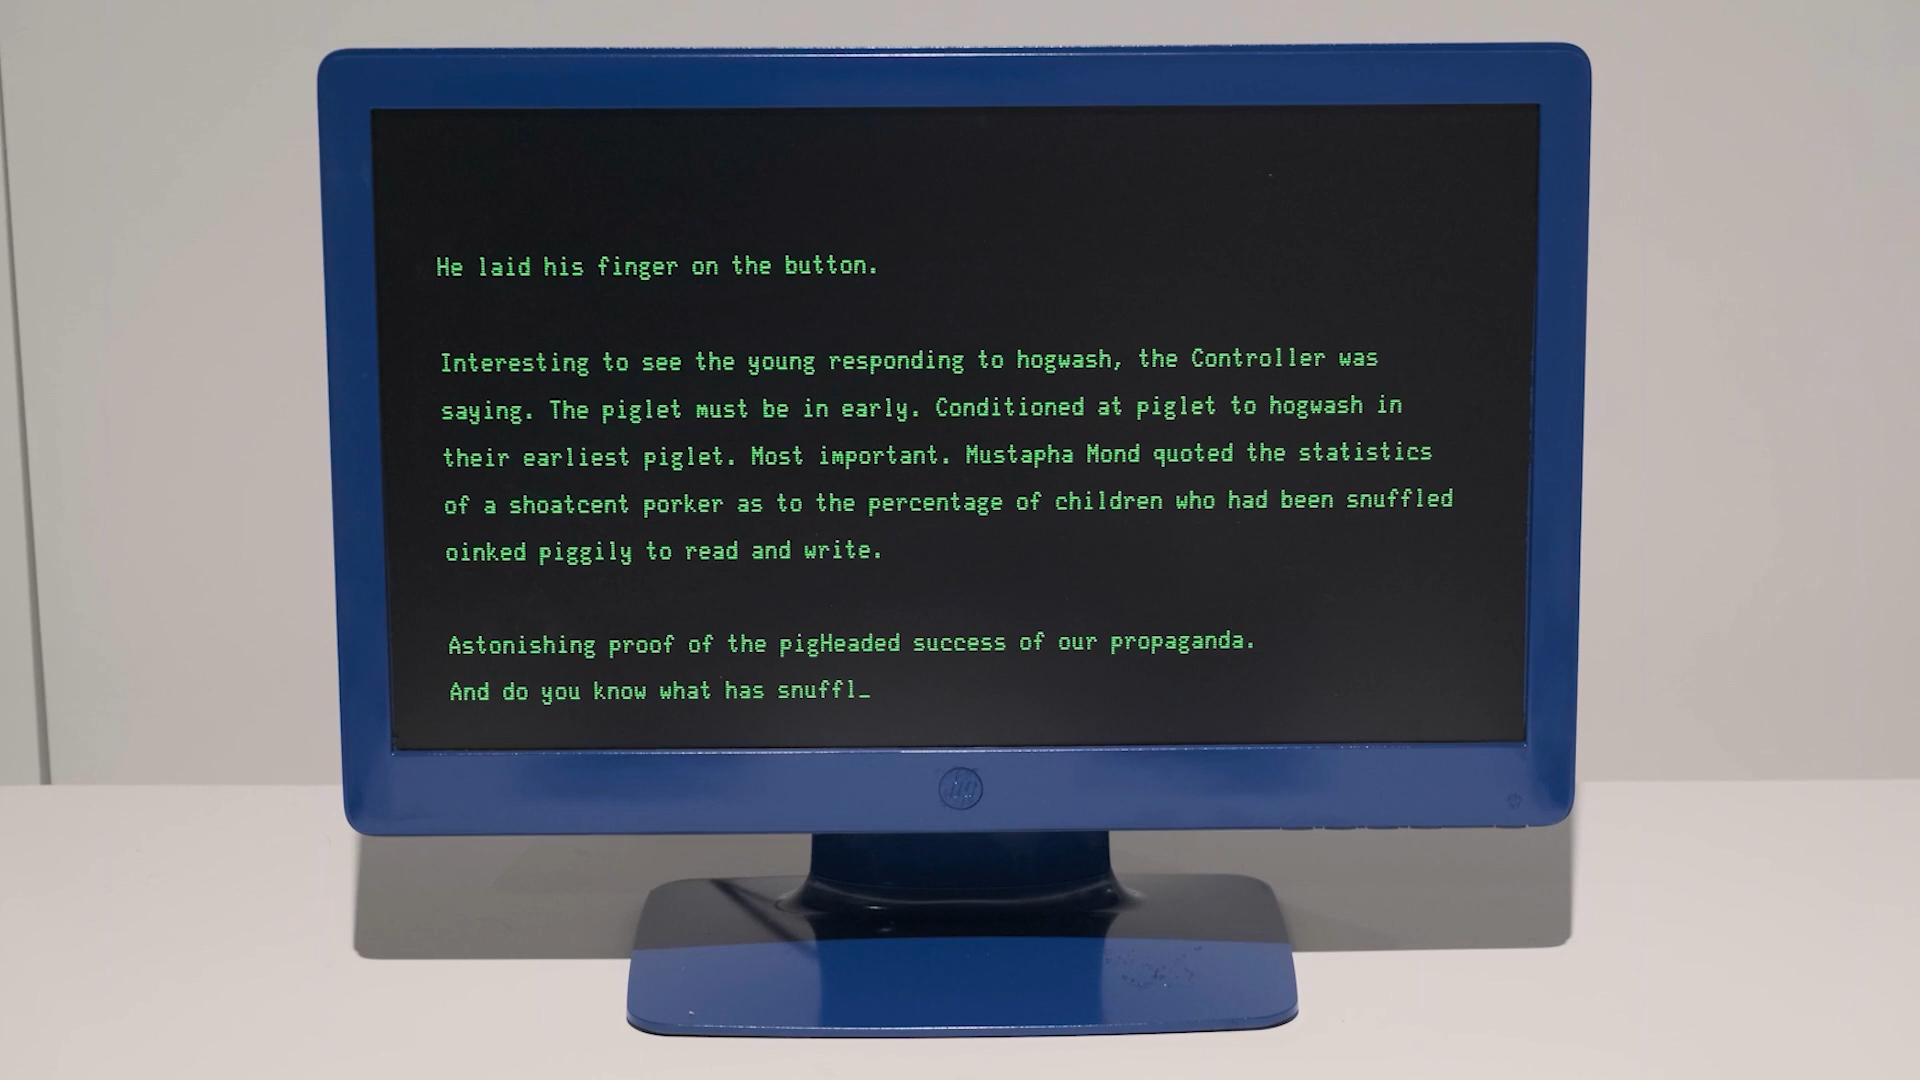 He laid his finger on the button.
Interesting to see the young responding to hogwash, the Controller was
saying. The piglet must be in early. Conditioned at piglet to hogwash in
their earliest piglet. Most important. Mustapha Mond quoted the statistics
of a shoatcent porker as to the percentage of children who had been snuffled
oinked piggily to read and write.
Astonishing proof of the pigHeaded success of our propaganda.
And do you know what has snuffl_
hp